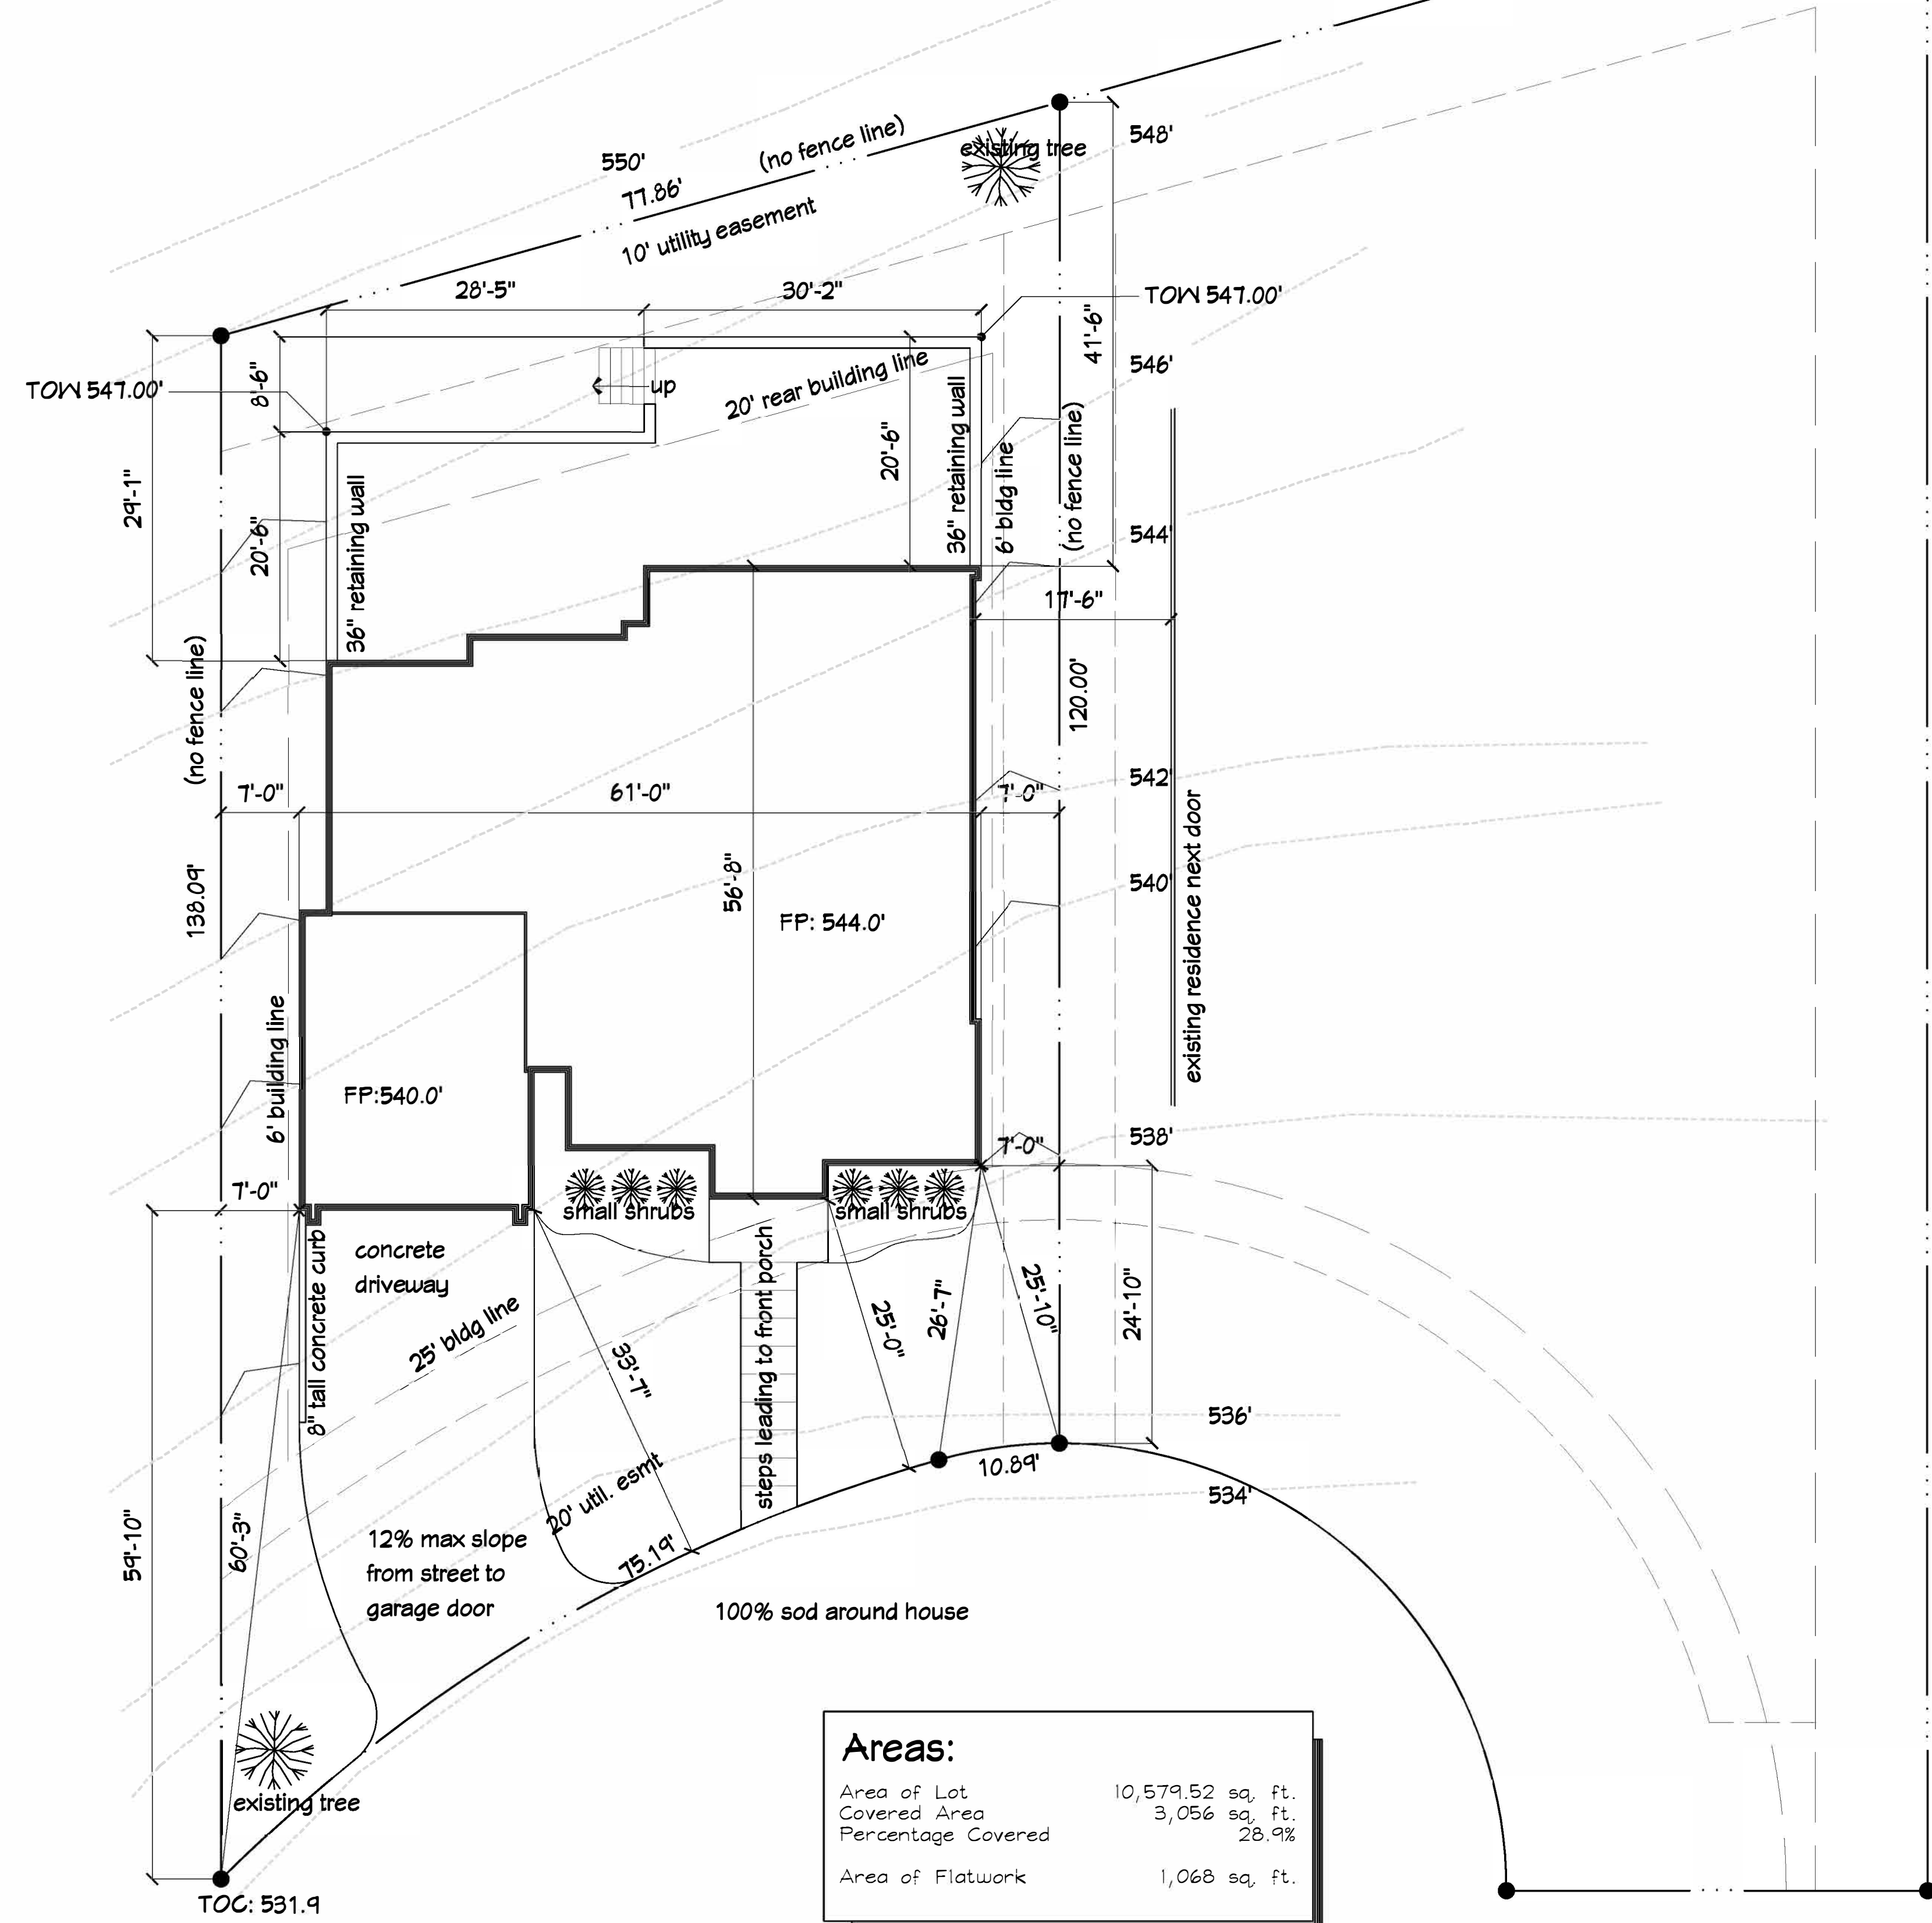 548'
existing tree
(no fence line)
550'
77.86'
10' utility easement
28'-5"
30'-2"
TOW 547.00'
41'-6"
546'
TOW 547.00'
8'-6"
up
20' rear building line
36" retaining wall
20'-6"
6' bldg line
(no fence line)
29'-1"
20'-6"
36" retaining wall
544'
17'-6"
(no fence line)
120.00'
542'
7'-0"
61'-0"
7'-0"
138.09'
56'-8"
FP: 544.0'
540'
existing residence next door
6' building line
FP:540.0'
538'
7'-0"
7'-0"
small shrubs
small shrubs
8" tall concrete curb
concrete
driveway
25' bldg line
33'-7"
steps leading to front porch
25'-0"
26'-7"
25'-10"
24'-10"
536'
10.89'
534'
59'-10"
60'-3"
20' util. esmt
75.19'
12% max slope
from street to
garage door
100% sod around house
existing tree
TOC: 531.9
Areas:
Area of Lot 10,579.52 sq. ft.
Covered Area 3,056 sq. ft.
Percentage Covered 28.9%
Area of Flatwork 1,068 sq. ft.